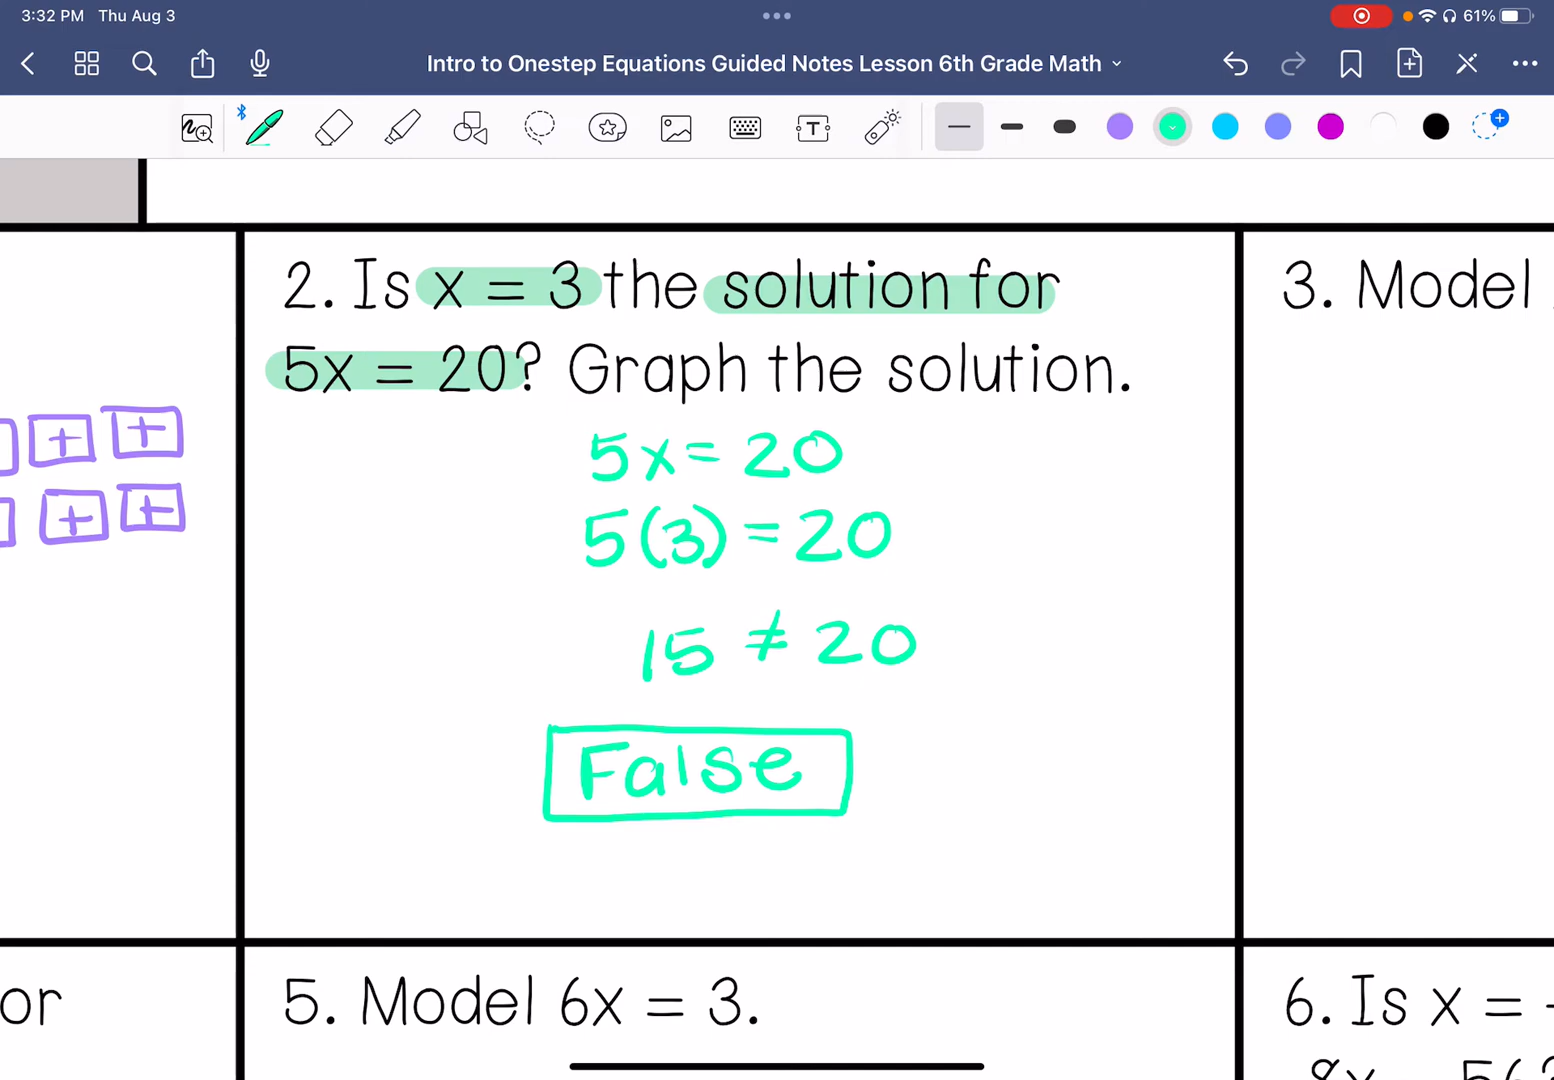 3:32 PM Thu Aug 3
61%
Intro to Onestep Equations Guided Notes Lesson 6th Grade Math
2. Is x = 3 the solution for
5x = 20? Graph the solution.
5x = 20
5(3) = 20
15 ≠ 20
False
3. Model
+ +
+ +
or
5. Model 6x = 3.
6. Is x = -